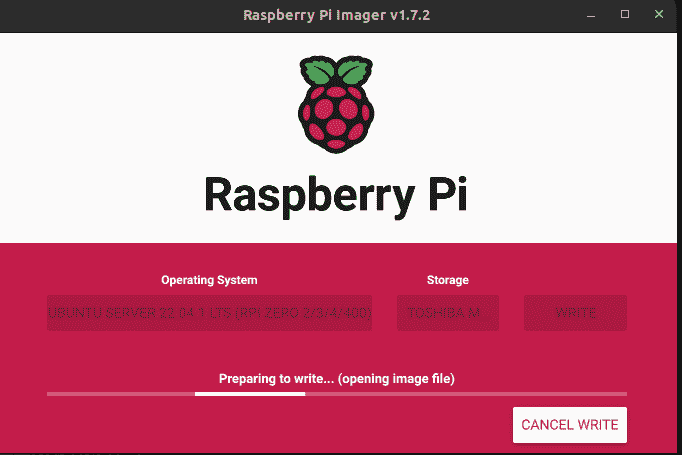 Raspberry Pi Imager v1.7.2
Raspberry Pi
Operating System
Storage
UBUNTU SERVER 22.04.1 LTS (RPI ZERO 2/3/4/400)
TOSHIBA M...
WRITE
Preparing to write... (opening image file)
CANCEL WRITE